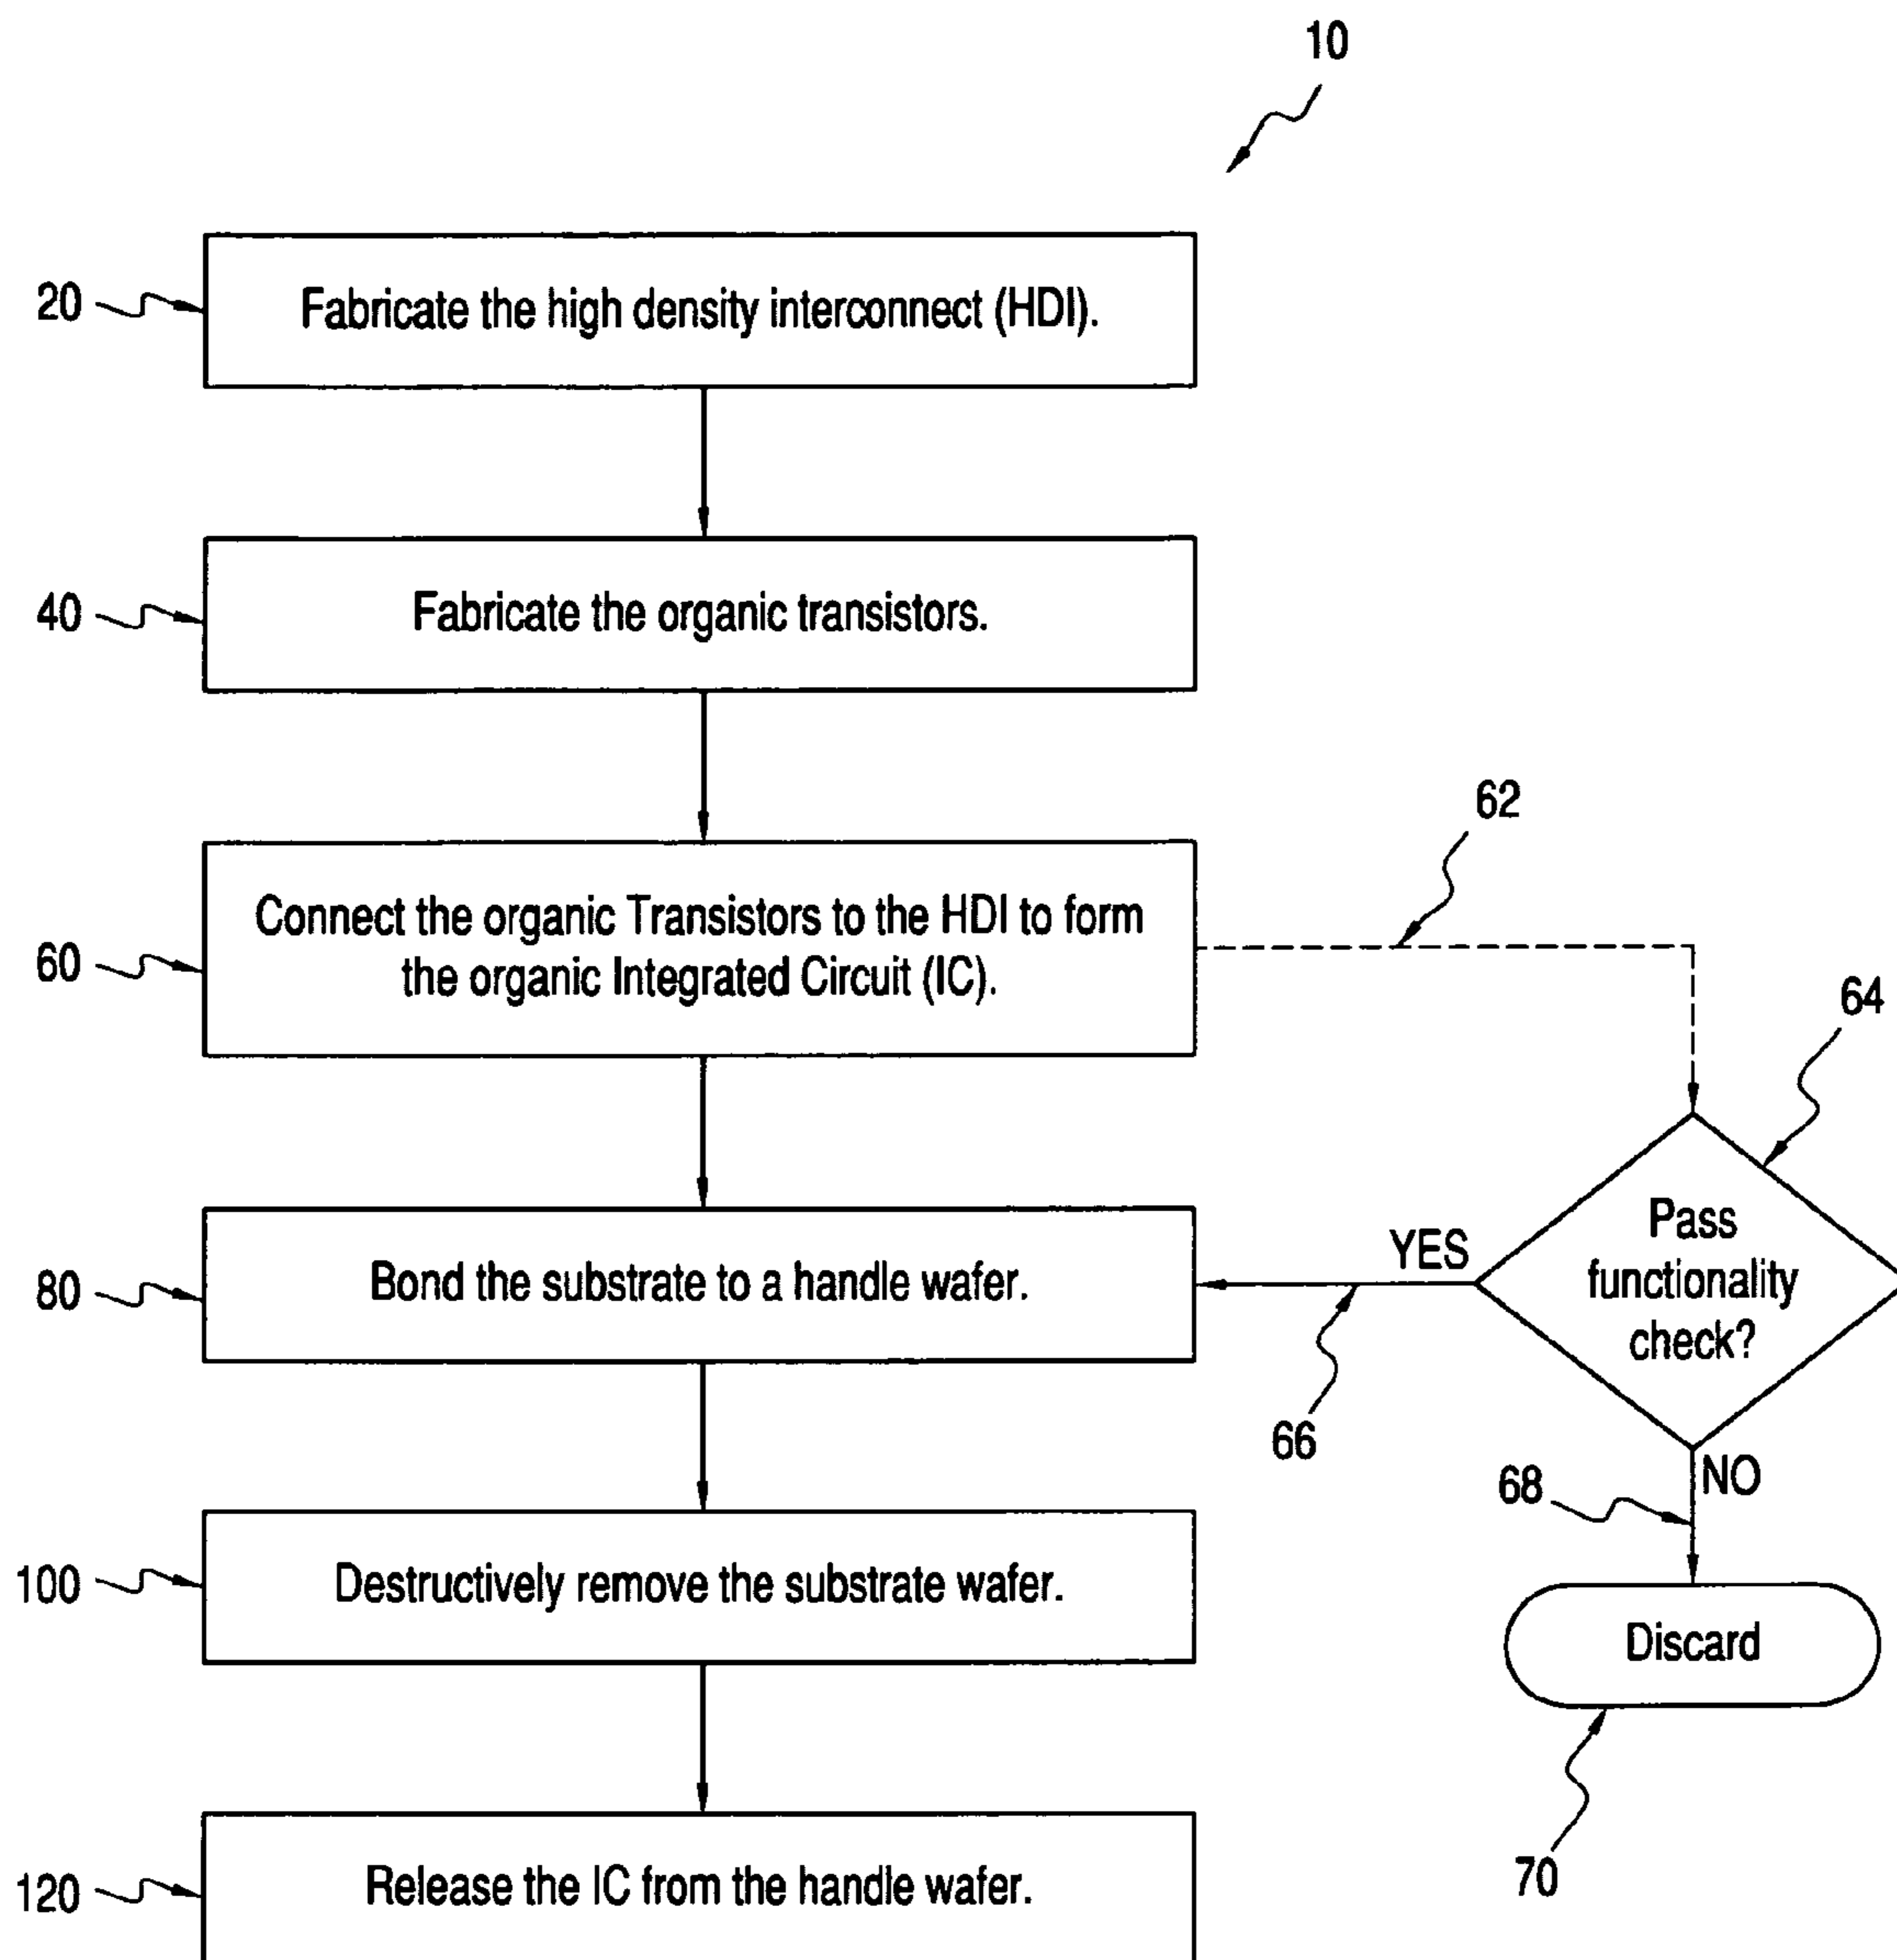 10
20
Fabricate the high density interconnect (HDI).
40
Fabricate the organic transistors.
62
60
Connect the organic Transistors to the HDI to form
the organic Integrated Circuit (IC).
64
80
Bond the substrate to a handle wafer.
YES
Pass
functionality
check?
66
68
NO
100
Destructively remove the substrate wafer.
Discard
120
Release the IC from the handle wafer.
70